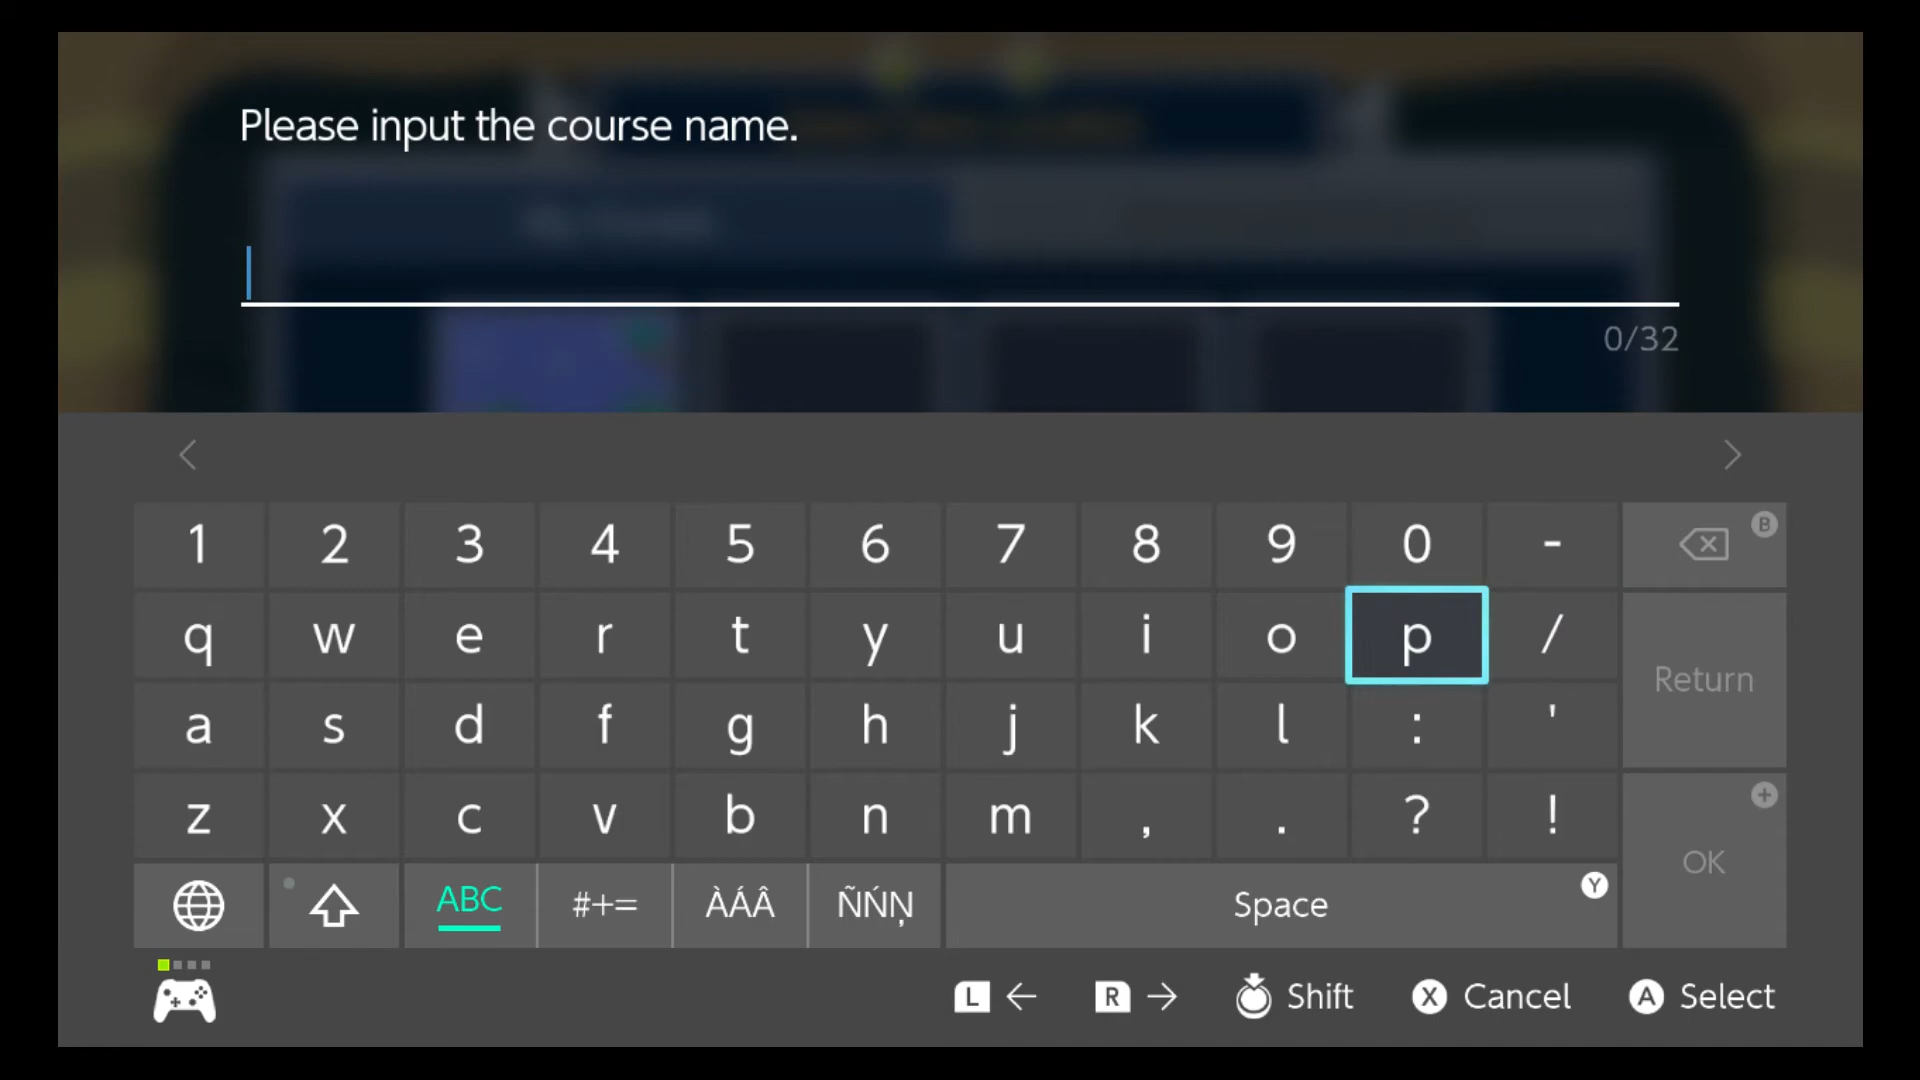 Please input the course name.
0/32
1 2 3 4 5 6 7 8 9 0 - B
q w e r t y u i o p /
Return
a s d f g h j k l : '
z x c v b n m , . ? ! +
OK
ABC #+= ÀÁÂ ÑŃŅ Space Y
L ← R → Shift X Cancel A Select